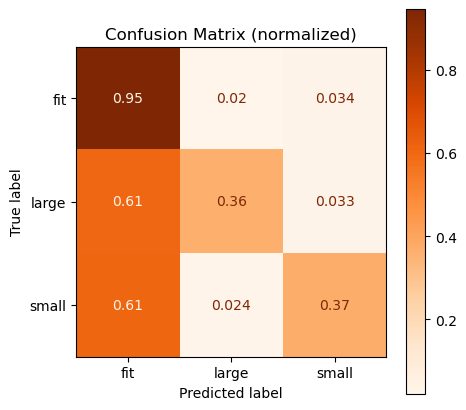 Confusion Matrix (normalized)
True label
fit
0.95 0.02 0.034
large
0.61 0.36 0.033
small
0.61 0.024 0.37
fit large small
Predicted label
0.8
0.6
0.4
0.2